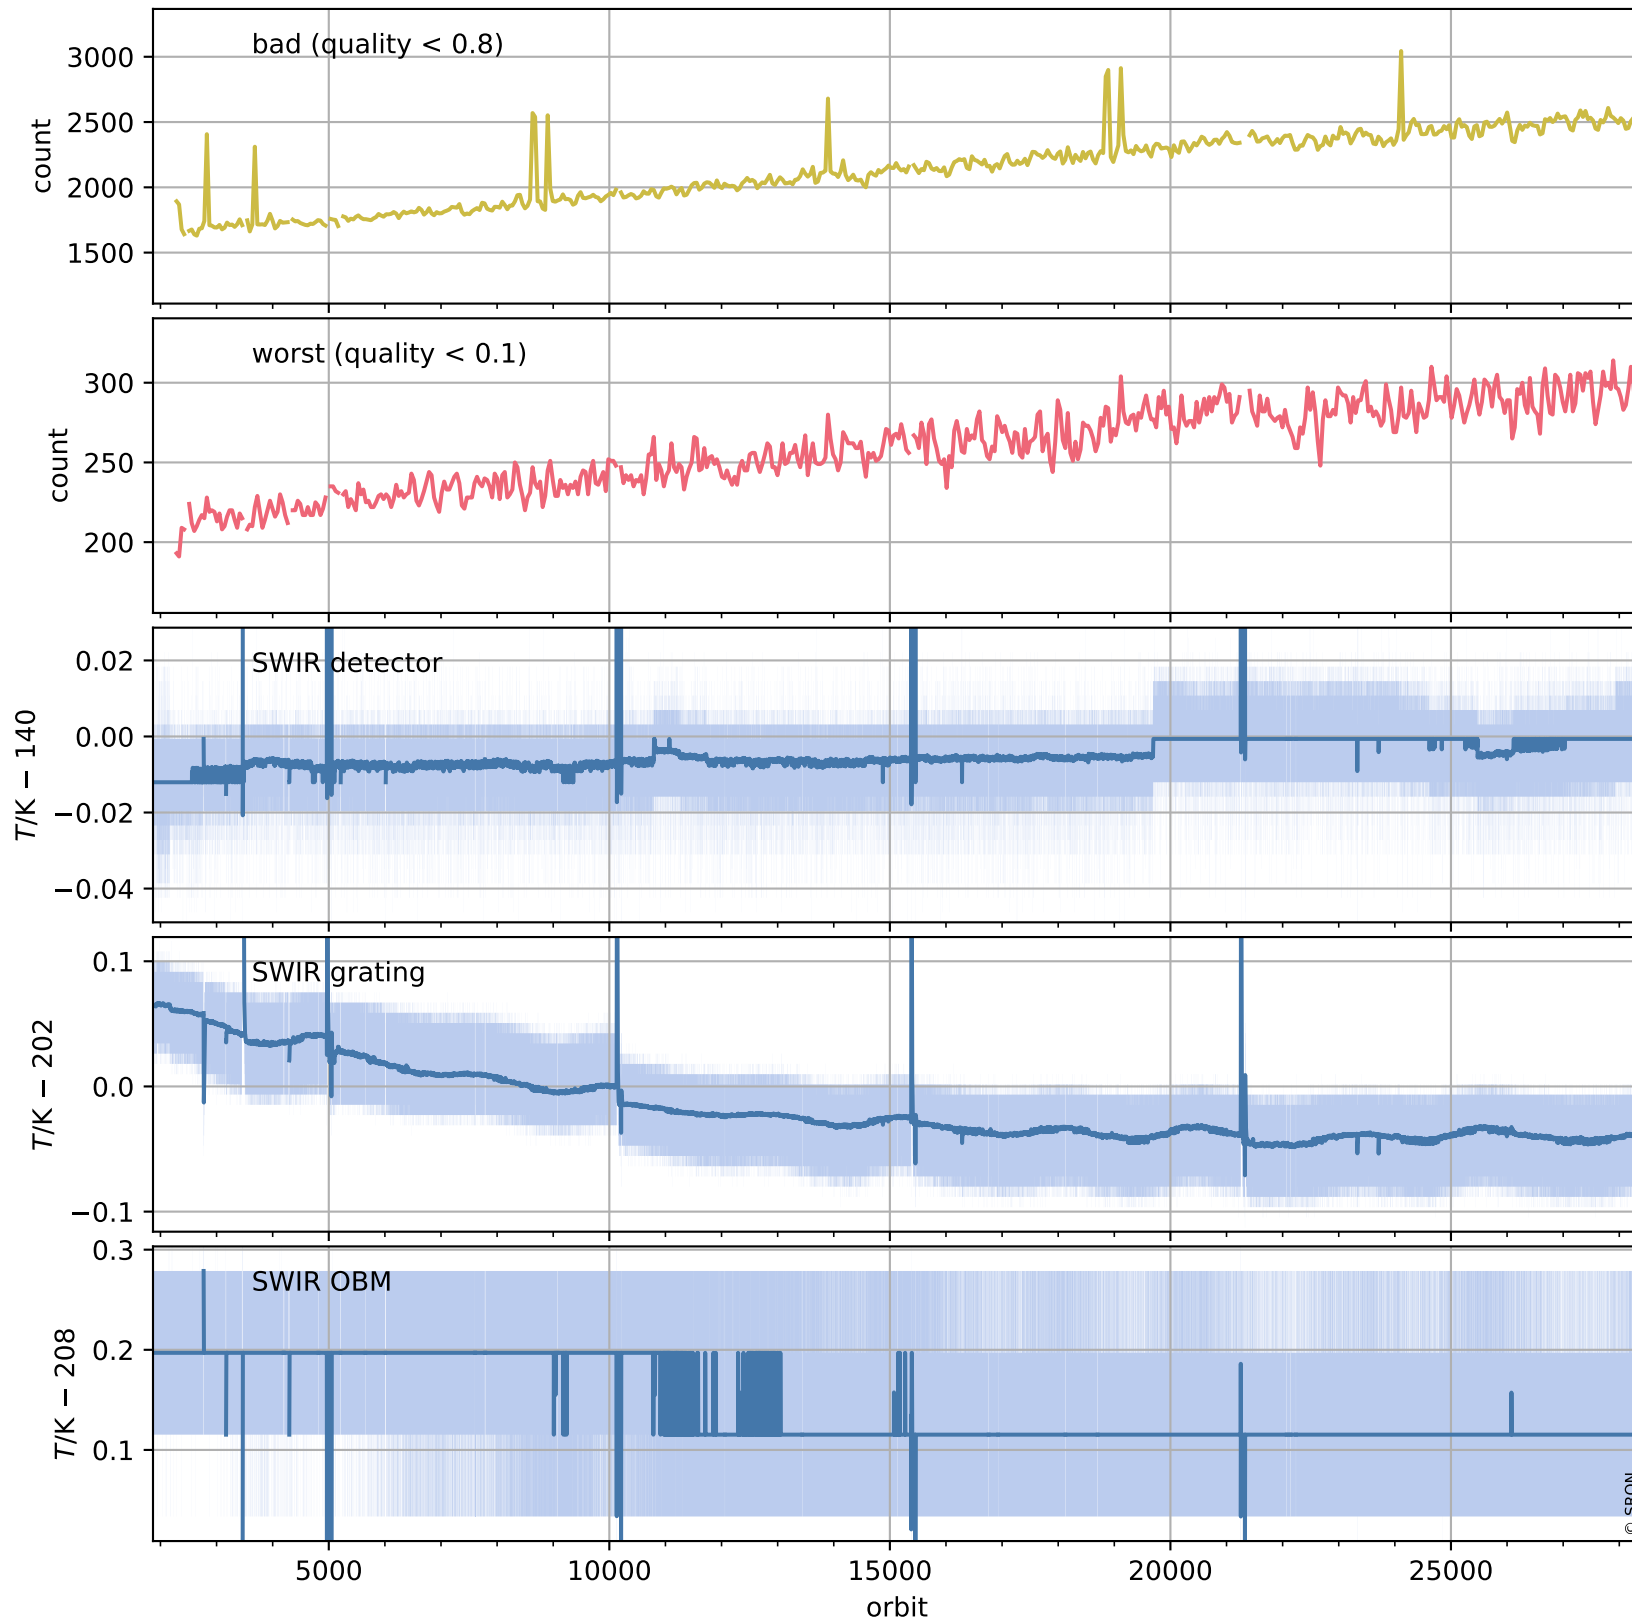 bad (quality < 0.8)
3000
2500
2000
1500
count
worst (quality < 0.1)
300
250
200
count
SWIR detector
0.02
0.00
−0.02
−0.04
T/K − 140
SWIR grating
0.1
0.0
−0.1
T/K − 202
SWIR OBM
0.3
0.2
0.1
T/K − 208
© SRON
5000 10000 15000 20000 25000
orbit